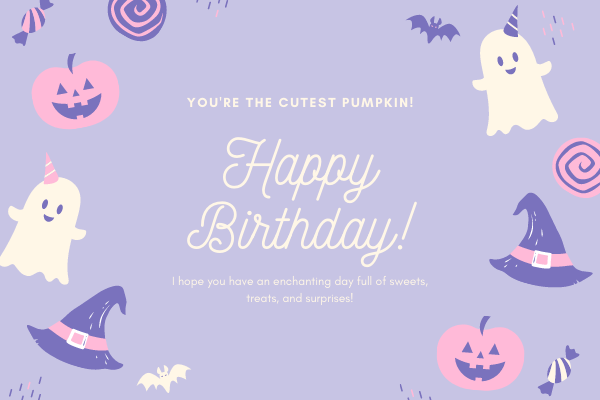 YOU'RE THE CUTEST PUMPKIN!
Happy
Birthday!
I hope you have an enchanting day full of sweets,
treats, and surprises!